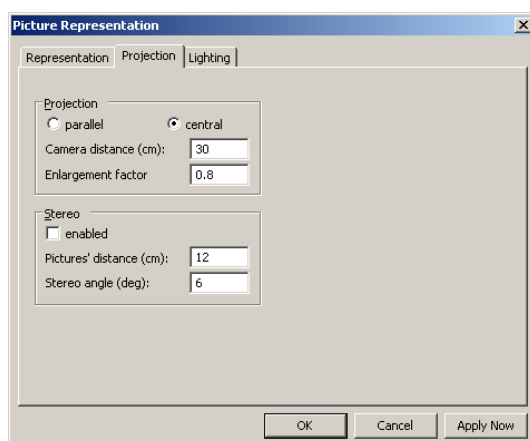 Picture Representation
Representation Projection Lighting
Projection
parallel central
Camera distance (cm): 30
Enlargement factor 0.8
Stereo
enabled
Pictures' distance (cm): 12
Stereo angle (deg): 6
OK Cancel Apply Now